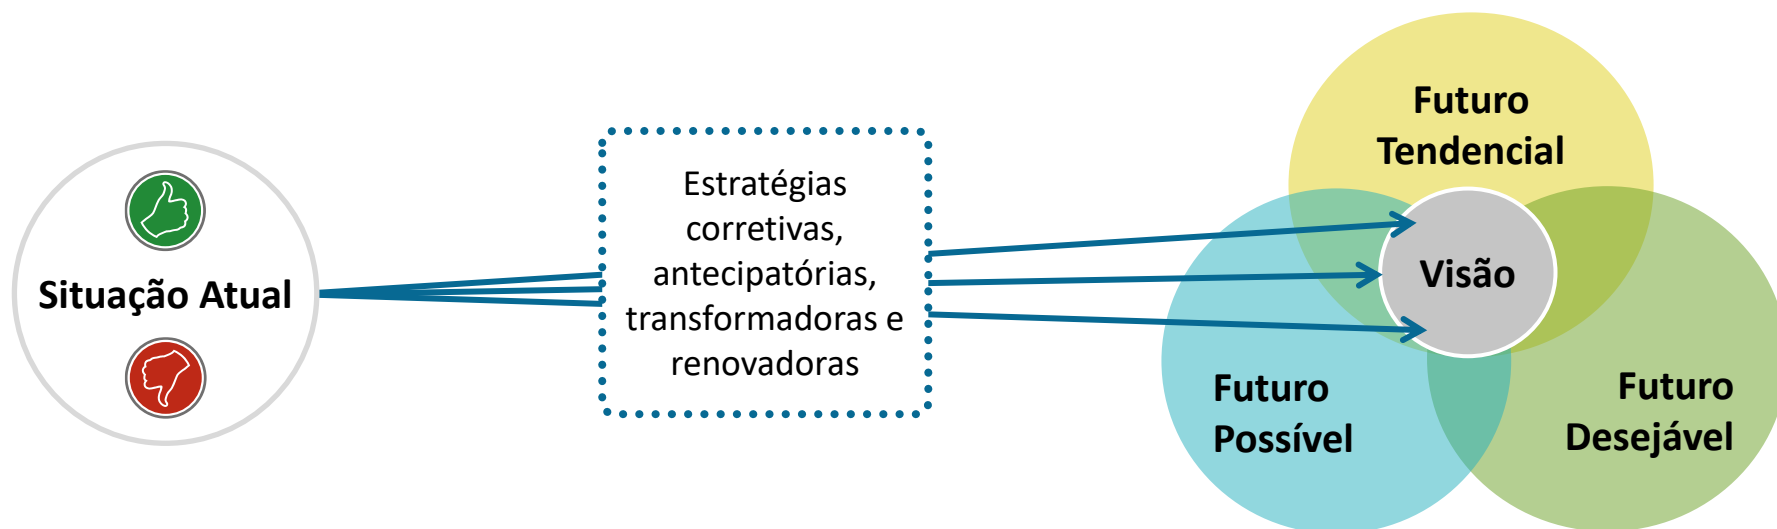 Situação Atual
Estratégias
corretivas,
antecipatórias,
transformadoras e
renovadoras
Futuro
Tendencial
Visão
Futuro
Possível
Futuro
Desejável